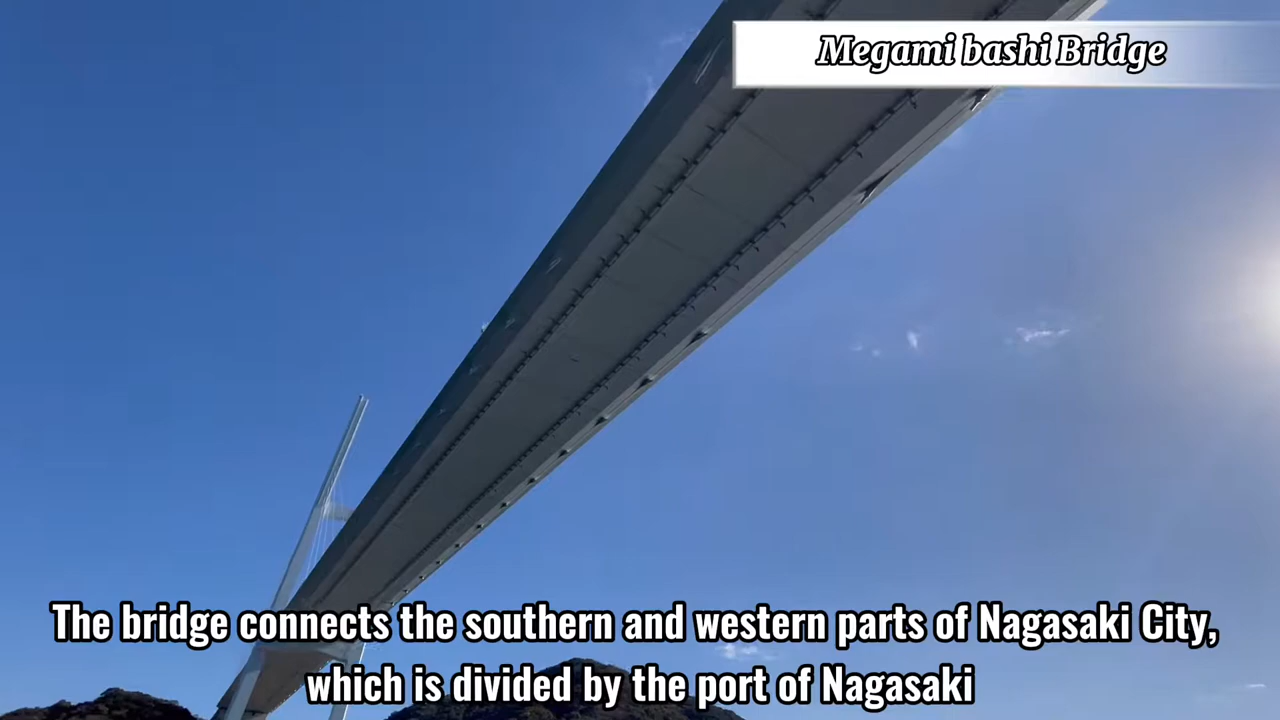 Megami bashi Bridge
The bridge connects the southern and western parts of Nagasaki City,
which is divided by the port of Nagasaki